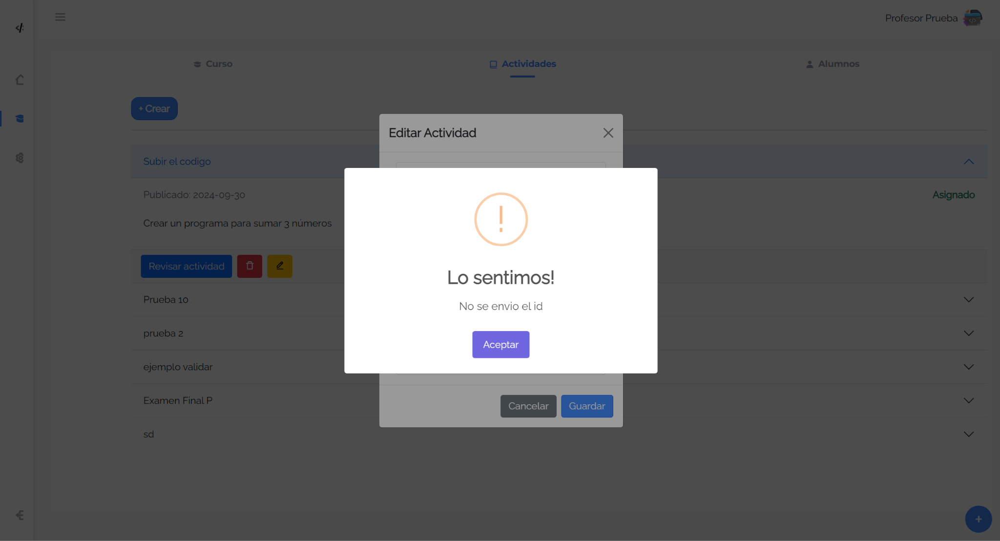 Profesor Prueba
Curso
Actividades
Alumnos
+ Crear
Editar Actividad
Subir el codigo
Publicado: 2024-09-30
Asignado
Crear un programa para sumar 3 números
Lo sentimos!
No se envio el id
Aceptar
Revisar actividad
Prueba 10
prueba 2
ejemplo validar
Examen Final P
Cancelar
Guardar
sd
+